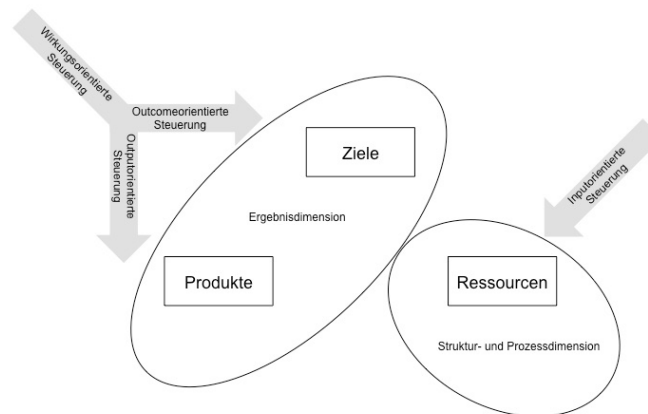 Wirkungsorientierte
Steuerung
Outcomeorientierte
Steuerung
Outputorientierte
Steuerung
Ziele
Inputorientierte
Steuerung
Ergebnisdimension
Produkte
Ressourcen
Struktur- und Prozessdimension